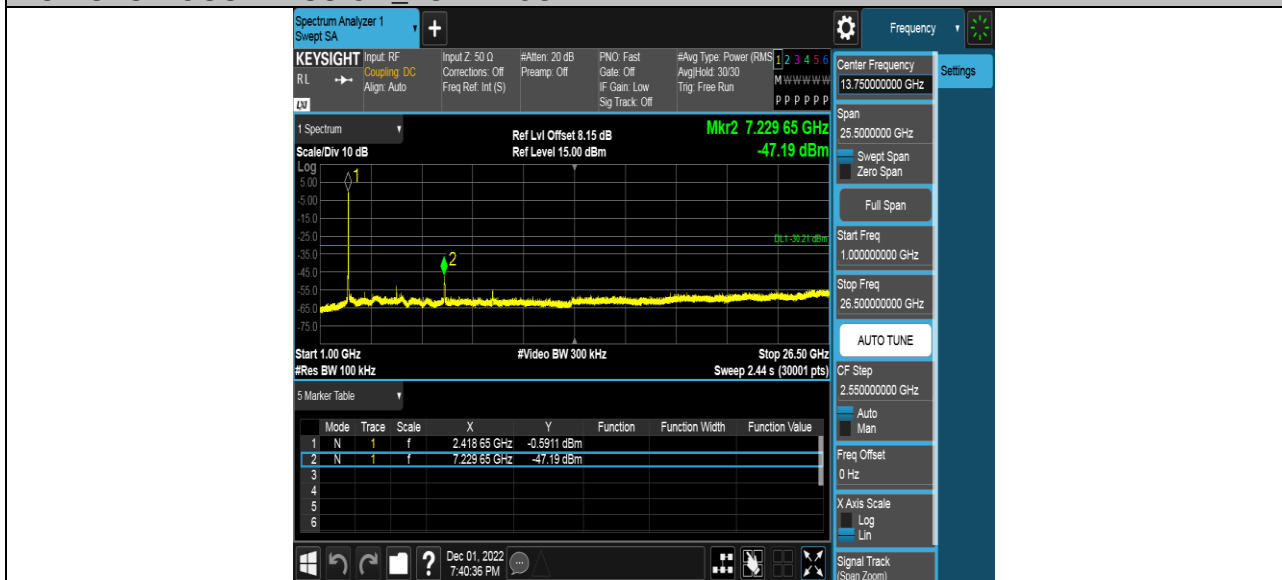 Spectrum Analyzer 1
Swept SA
+
Frequency
KEYSIGHT
RL
LXI
Input: RF
Coupling: DC
Align: Auto
Input Z: 50 Ω
Corrections: Off
Freq Ref: Int (S)
#Atten: 20 dB
Preamp: Off
PNO: Fast
Gate: Off
IF Gain: Low
Sig Track: Off
#Avg Type: Power (RMS
Avg|Hold: 30/30
Trig: Free Run
1 2 3 4 5 6
M W W W W W
P P P P P P
Center Frequency
13.750000000 GHz
Settings
1 Spectrum
Scale/Div 10 dB
Ref Lvl Offset 8.15 dB
Ref Level 15.00 dBm
Mkr2 7.229 65 GHz
-47.19 dBm
Log
5.00
-5.00
-15.0
-25.0
-35.0
-45.0
-55.0
-65.0
-75.0
1
2
DL1 -30.21 dBm
Start 1.00 GHz
#Res BW 100 kHz
#Video BW 300 kHz
Stop 26.50 GHz
Sweep 2.44 s (30001 pts)
Span
25.5000000 GHz
Swept Span
Zero Span
Full Span
Start Freq
1.000000000 GHz
Stop Freq
26.500000000 GHz
AUTO TUNE
CF Step
2.550000000 GHz
Auto
Man
Freq Offset
0 Hz
X Axis Scale
Log
Lin
Signal Track
(Span Zoom)
5 Marker Table
Mode Trace Scale X Y Function Function Width Function Value
1 N 1 f 2.418 65 GHz -0.5911 dBm
2 N 1 f 7.229 65 GHz -47.19 dBm
3
4
5
6
?
Dec 01, 2022
7:40:36 PM